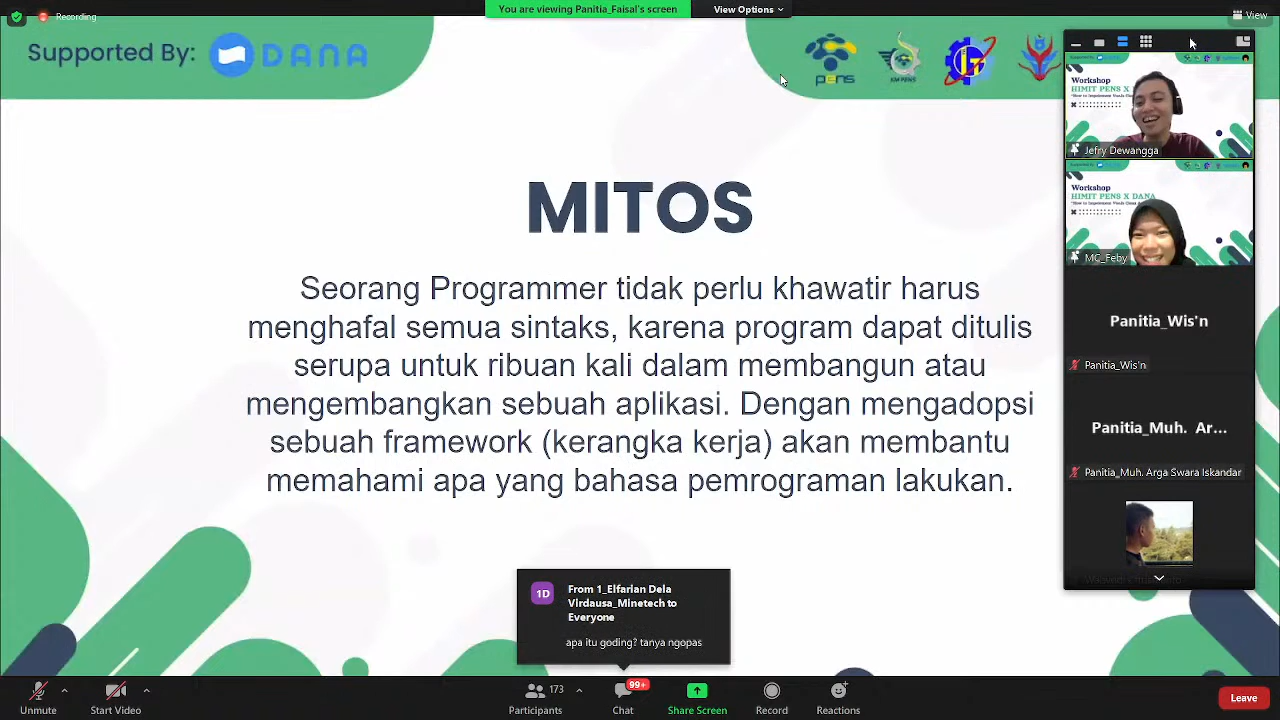 Recording
You are viewing Panitia_Faisal's screen
View Options
View
Supported By: DANA
pens
KM PENS
MITOS
Seorang Programmer tidak perlu khawatir harus
menghafal semua sintaks, karena program dapat ditulis
serupa untuk ribuan kali dalam membangun atau
mengembangkan sebuah aplikasi. Dengan mengadopsi
sebuah framework (kerangka kerja) akan membantu
memahami apa yang bahasa pemrograman lakukan.
Workshop
HIMIT PENS X
Jefry Dewangga
Workshop
HIMIT PENS X DANA
MC_Feby
Panitia_Wis'n
Panitia_Wis'n
Panitia_Muh. Ar...
Panitia_Muh. Arga Swara Iskandar
1D
From 1_Elfarian Dela
Virdausa_Minetech to
Everyone
apa itu goding? tanya ngopas
Unmute
Start Video
Participants
173
Chat
99+
Share Screen
Record
Reactions
Leave